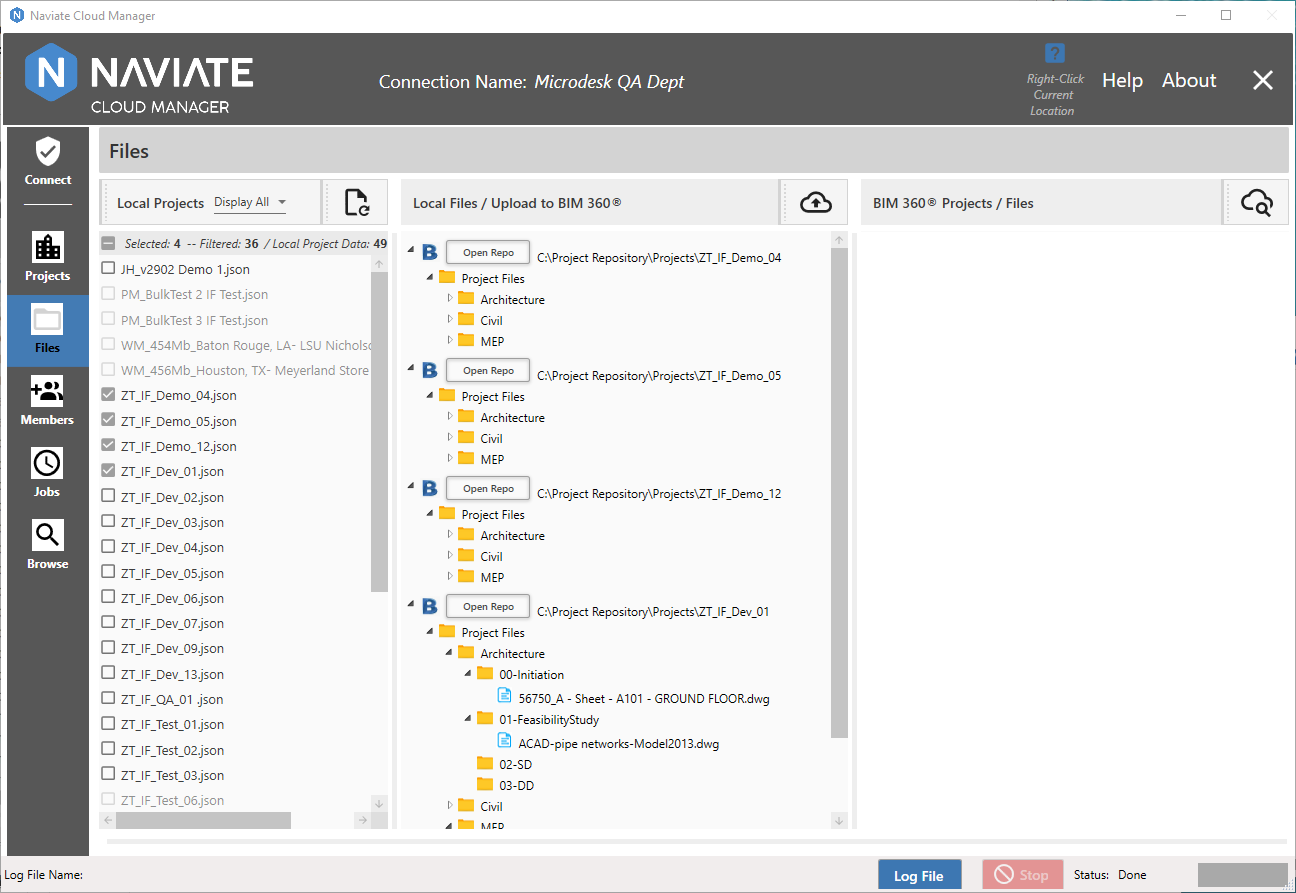 Naviate Cloud Manager
NAVIATE
CLOUD MANAGER
Connection Name: Microdesk QA Dept
?
Right-Click
Current
Location
Help
About
Connect
Projects
Files
Members
Jobs
Browse
Files
Local Projects
Display All
Selected: 4 -- Filtered: 36 / Local Project Data: 49
JH_v2902 Demo 1.json
PM_BulkTest 2 IF Test.json
PM_BulkTest 3 IF Test.json
WM_454Mb_Baton Rouge, LA- LSU Nicholsc
WM_456Mb_Houston, TX- Meyerland Store
ZT_IF_Demo_04.json
ZT_IF_Demo_05.json
ZT_IF_Demo_12.json
ZT_IF_Dev_01.json
ZT_IF_Dev_02.json
ZT_IF_Dev_03.json
ZT_IF_Dev_04.json
ZT_IF_Dev_05.json
ZT_IF_Dev_06.json
ZT_IF_Dev_07.json
ZT_IF_Dev_09.json
ZT_IF_Dev_13.json
ZT_IF_QA_01 .json
ZT_IF_Test_01.json
ZT_IF_Test_02.json
ZT_IF_Test_03.json
ZT_IF_Test_06.json
Local Files / Upload to BIM 360®
B Open Repo C:\Project Repository\Projects\ZT_IF_Demo_04
Project Files
Architecture
Civil
MEP
B Open Repo C:\Project Repository\Projects\ZT_IF_Demo_05
Project Files
Architecture
Civil
MEP
B Open Repo C:\Project Repository\Projects\ZT_IF_Demo_12
Project Files
Architecture
Civil
MEP
B Open Repo C:\Project Repository\Projects\ZT_IF_Dev_01
Project Files
Architecture
00-Initiation
56750_A - Sheet - A101 - GROUND FLOOR.dwg
01-FeasibilityStudy
ACAD-pipe networks-Model2013.dwg
02-SD
03-DD
Civil
MEP
BIM 360® Projects / Files
Log File Name:
Log File
Stop
Status: Done